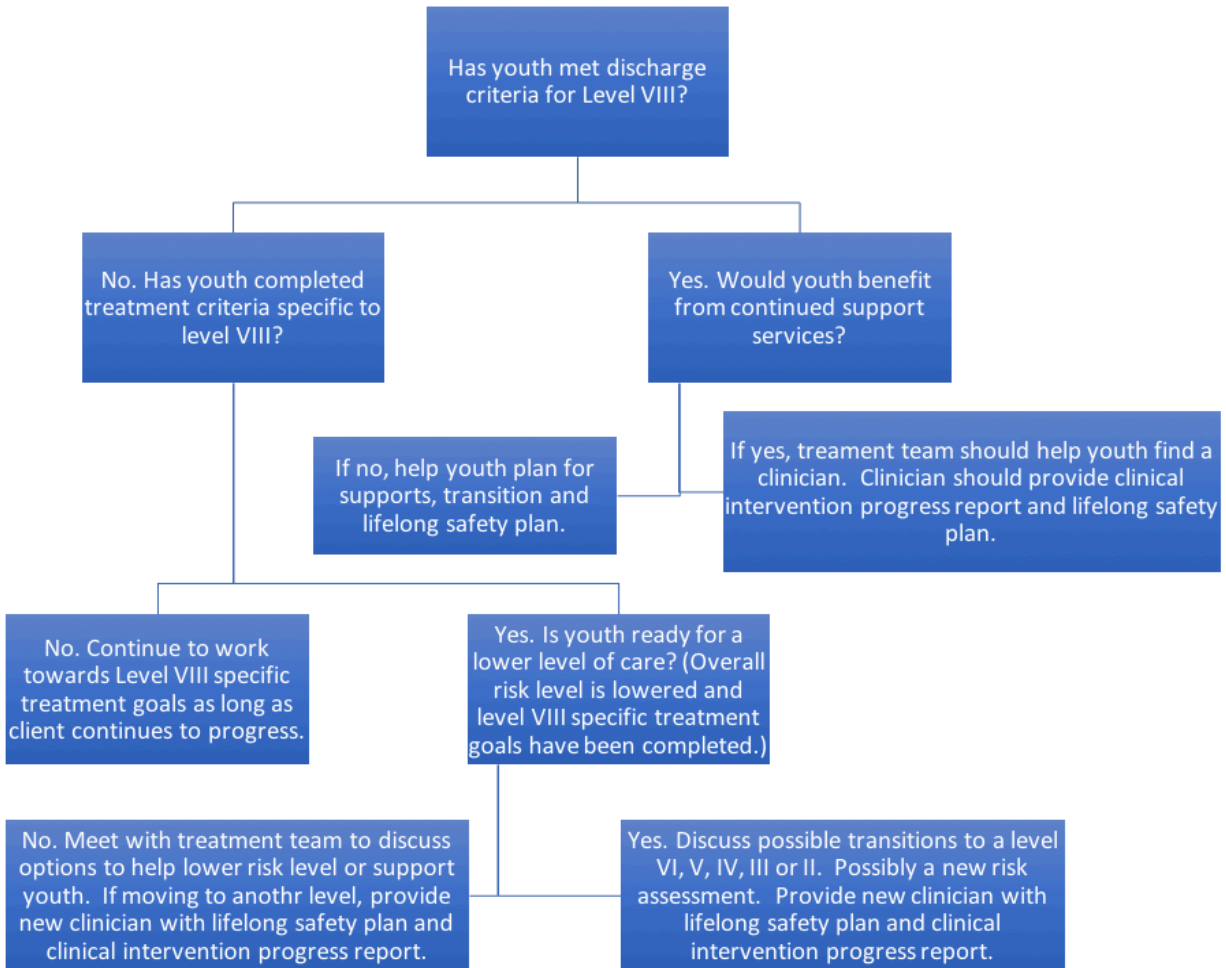 Has youth met discharge
criteria for Level VIII?
No. Has youth completed
treatment criteria specific to
level VIII?
Yes. Would youth benefit
from continued support
services?
If no, help youth plan for
supports, transition and
lifelong safety plan.
If yes, treament team should help youth find a
clinician. Clinician should provide clinical
intervention progress report and lifelong safety
plan.
No. Continue to work
towards Level VIII specific
treatment goals as long as
client continues to progress.
Yes. Is youth ready for a
lower level of care? (Overall
risk level is lowered and
level VIII specific treatment
goals have been completed.)
No. Meet with treatment team to discuss
options to help lower risk level or support
youth. If moving to anothr level, provide
new clinician with lifelong safety plan and
clinical intervention progress report.
Yes. Discuss possible transitions to a level
VI, V, IV, III or II. Possibly a new risk
assessment. Provide new clinician with
lifelong safety plan and clinical
intervention progress report.